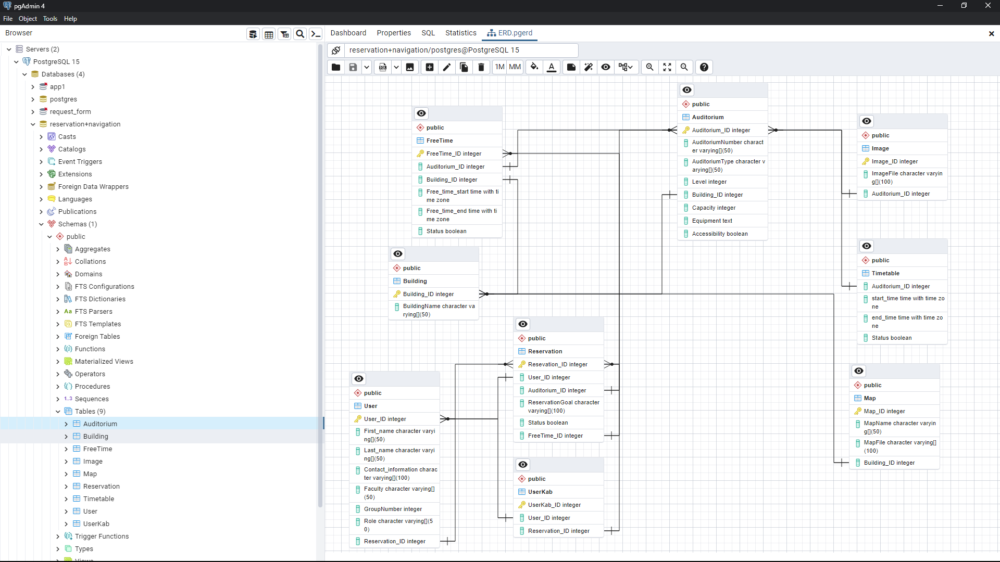 pgAdmin 4
File Object Tools Help
Browser
Dashboard Properties SQL Statistics ERD.pgerd
Servers (2)
PostgreSQL 15
Databases (4)
app1
postgres
request_form
reservation+navigation
Casts
Catalogs
Event Triggers
Extensions
Foreign Data Wrappers
Languages
Publications
Schemas (1)
public
Aggregates
Collations
Domains
FTS Configurations
FTS Dictionaries
FTS Parsers
FTS Templates
Foreign Tables
Functions
Materialized Views
Operators
Procedures
Sequences
Tables (9)
Auditorium
Building
FreeTime
Image
Map
Reservation
Timetable
User
UserKab
Trigger Functions
Types
Views
reservation+navigation/postgres@PostgreSQL 15
SQL 1M MM
public
FreeTime
FreeTime_ID integer
Auditorium_ID integer
Building_ID integer
Free_time_start time with ti
me zone
Free_time_end time with ti
me zone
Status boolean
public
Building
Building_ID integer
BuildingName character va
rying[](50)
public
Auditorium
Auditorium_ID integer
AuditoriumNumber charact
er varying[](50)
AuditoriumType character v
arying[](50)
Level integer
Building_ID integer
Capacity integer
Equipment text
Accessibility boolean
public
Image
Image_ID integer
ImageFile character varyin
g[](100)
Auditorium_ID integer
public
Timetable
Auditorium_ID integer
start_time time with time zo
ne
end_time time with time zo
ne
Status boolean
public
Reservation
Resevation_ID integer
User_ID integer
Auditorium_ID integer
ReservationGoal character
varying[](100)
Status boolean
FreeTime_ID integer
public
User
User_ID integer
First_name character varyi
ng[](50)
Last_name character varyi
ng[](50)
Contact_information charac
ter varying[](100)
Faculty character varying[]
(50)
GroupNumber integer
Role character varying[](5
0)
Reservation_ID integer
public
UserKab
UserKab_ID integer
User_ID integer
Reservation_ID integer
public
Map
Map_ID integer
MapName character varyin
g[](50)
MapFile character varying[]
(100)
Building_ID integer